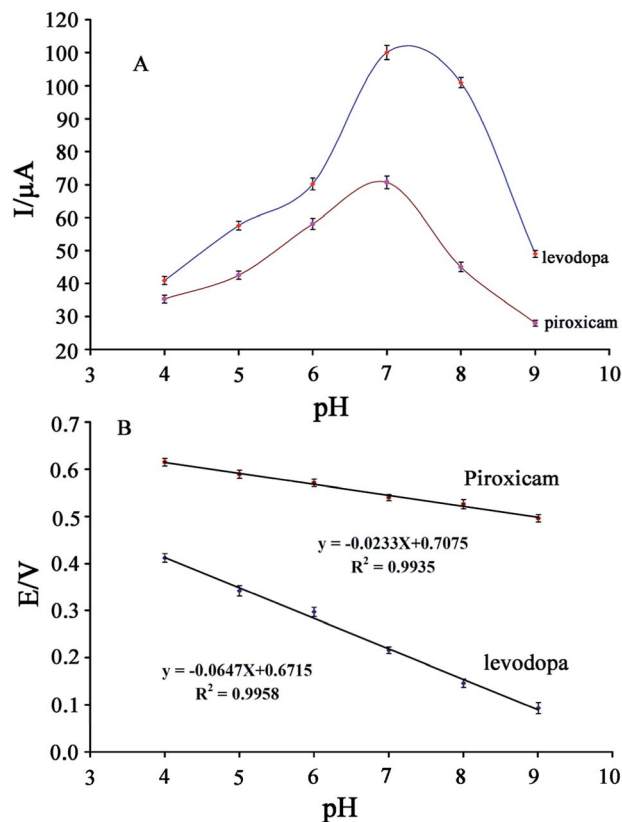 A
120
100
120
100
80
70
60
50
40
30
20
I/µA
levodopa
piroxicam
3 4 5 6 7 8 9 10
pH
B
0.7
0.6
0.5
0.4
0.3
0.2
0.1
0.0
E/V
Piroxicam
y = -0.0233X+0.7075
R² = 0.9935
levodopa
y = -0.0647X+0.6715
R² = 0.9958
3 4 5 6 7 8 9 10
pH